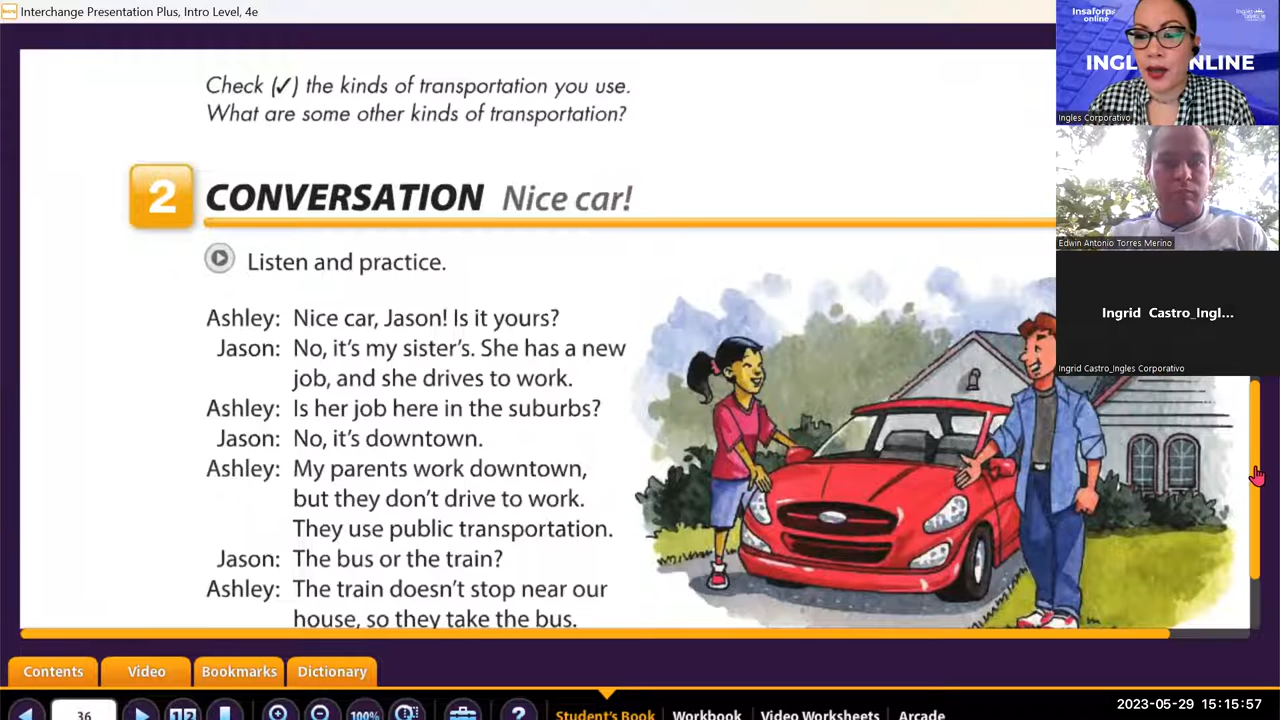 Interchange Presentation Plus, Intro Level, 4e
Check (✓) the kinds of transportation you use.
What are some other kinds of transportation?
2 CONVERSATION Nice car!
Listen and practice.
Ashley: Nice car, Jason! Is it yours?
Jason: No, it's my sister's. She has a new
job, and she drives to work.
Ashley: Is her job here in the suburbs?
Jason: No, it's downtown.
Ashley: My parents work downtown,
but they don't drive to work.
They use public transportation.
Jason: The bus or the train?
Ashley: The train doesn't stop near our
house, so they take the bus.
Insaforp
online
INGL NLINE
Ingles Corporativo
Edwin Antonio Torres Merino
Ingrid Castro_Ingl...
Ingrid Castro_Ingles Corporativo
Contents Video Bookmarks Dictionary
36 100% ? Student's Book Workbook Video Worksheets Arcade
2023-05-29 15:15:57